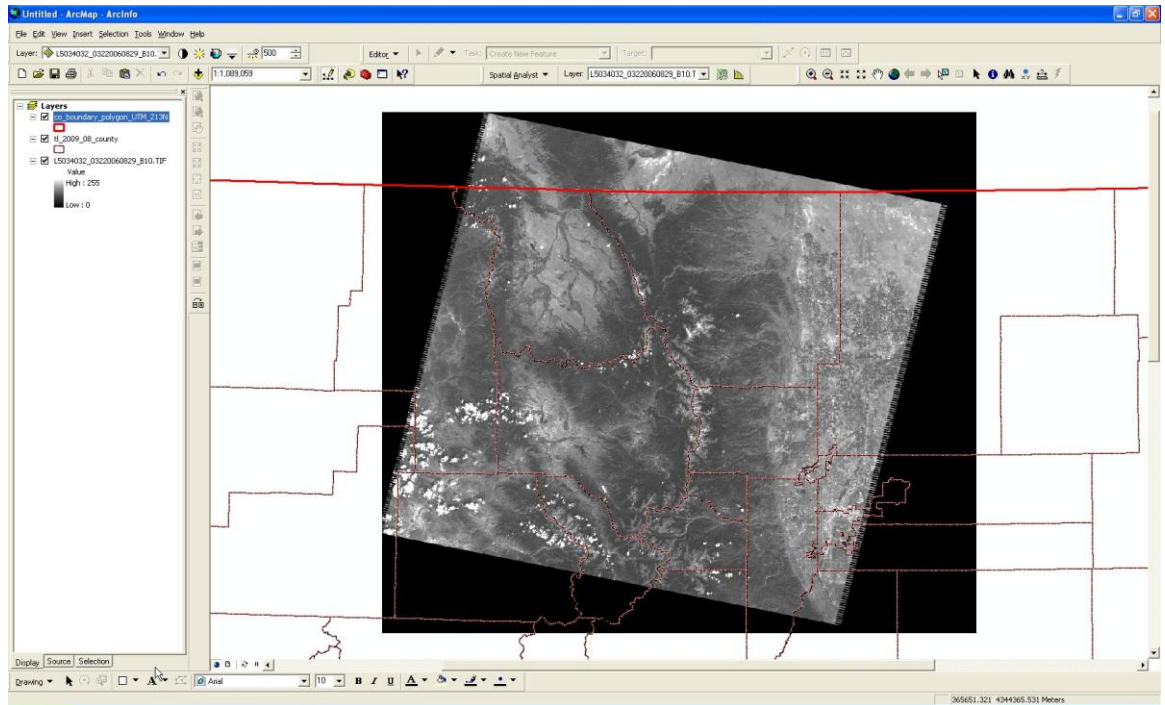 Untitled - ArcMap - ArcInfo
File Edit View Insert Selection Tools Window Help
Layer: L5034032_03220060829_B10. 500 Editor Task: Create New Feature Target:
1:1,089,059 Spatial Analyst Layer: L5034032_03220060829_B10.T
Layers
co_boundary_polygon_UTM_Z13N
tl_2009_08_county
L5034032_03220060829_B10.TIF
Value
High : 255
Low : 0
Display Source Selection
Drawing A Arial 10 B I U A
365651.321 4344365.531 Meters